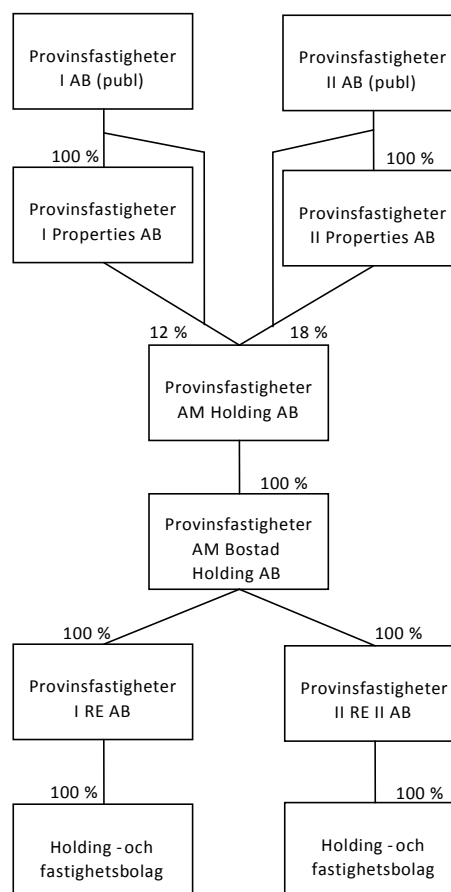 Provinsfastigheter
I AB (publ)
Provinsfastigheter
II AB (publ)
100 %
100 %
Provinsfastigheter
I Properties AB
Provinsfastigheter
II Properties AB
12 %
18 %
Provinsfastigheter
AM Holding AB
100 %
Provinsfastigheter
AM Bostad
Holding AB
100 %
100 %
Provinsfastigheter
I RE AB
Provinsfastigheter
II RE II AB
100 %
100 %
Holding - och
fastighetsbolag
Holding - och
fastighetsbolag